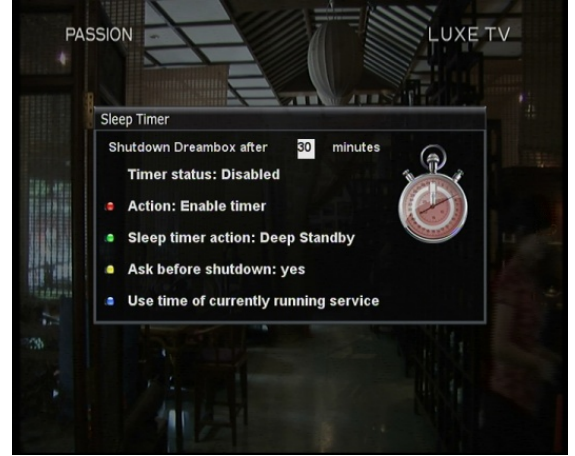 PASSION
LUXE TV
Sleep Timer
Shutdown Dreambox after 30 minutes
Timer status: Disabled
Action: Enable timer
Sleep timer action: Deep Standby
Ask before shutdown: yes
Use time of currently running service